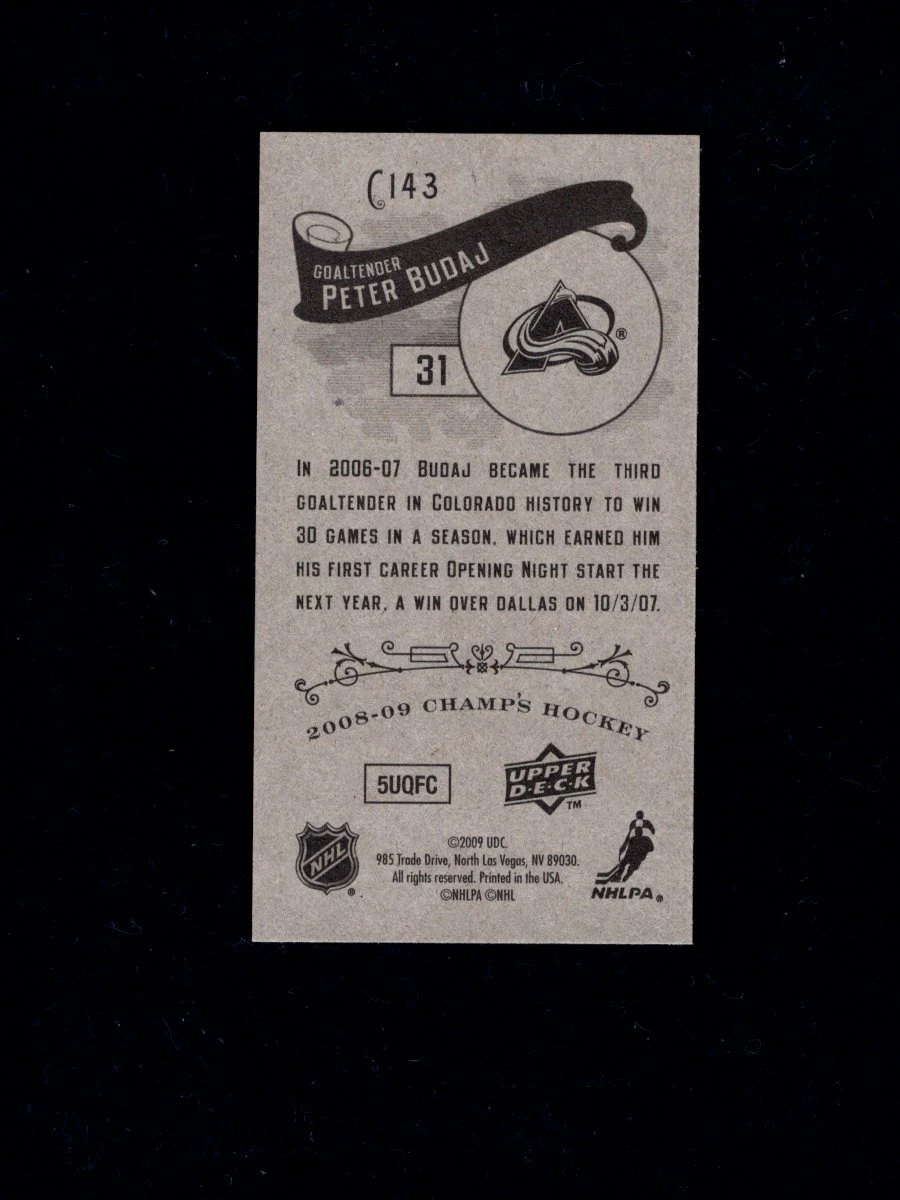 C143
GOALTENDER
PETER BUDAJ
31
®
IN 2006-07 BUDAJ BECAME THE THIRD
GOALTENDER IN COLORADO HISTORY TO WIN
30 GAMES IN A SEASON, WHICH EARNED HIM
HIS FIRST CAREER OPENING NIGHT START THE
NEXT YEAR, A WIN OVER DALLAS ON 10/3/07.
2008-09 CHAMP'S HOCKEY
5UQFC
UPPER
D·E·C·K
TM
NHL
®
©2009 UDC.
985 Trade Drive, North Las Vegas, NV 89030.
All rights reserved. Printed in the USA.
©NHLPA ©NHL
NHLPA®